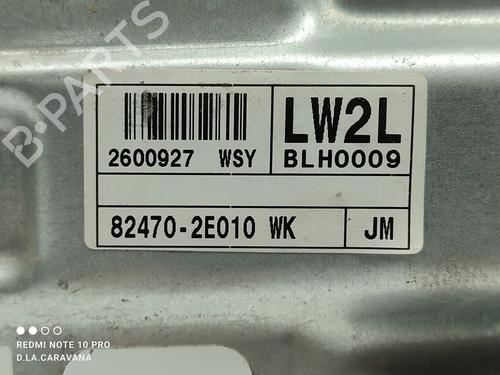 B-PARTS
LW2L
2600927 WSY
BLH0009
82470-2E010 WK
JM
REDMI NOTE 10 PRO
D.LA.CARAVANA